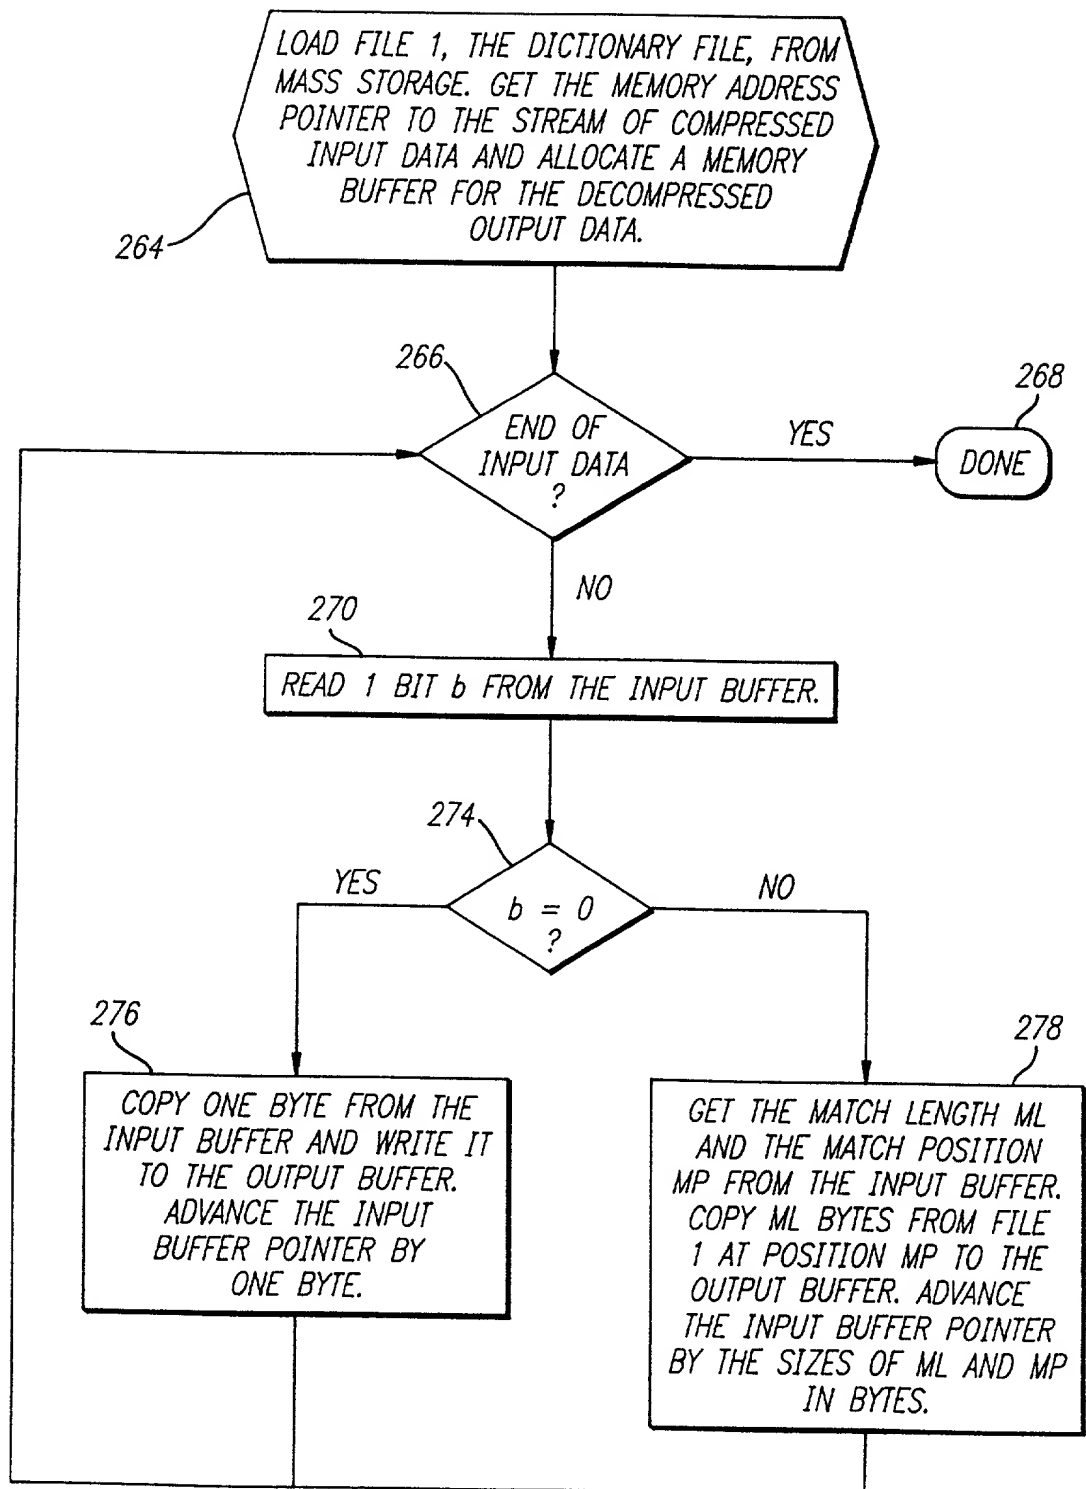 LOAD FILE 1, THE DICTIONARY FILE, FROM
MASS STORAGE. GET THE MEMORY ADDRESS
POINTER TO THE STREAM OF COMPRESSED
INPUT DATA AND ALLOCATE A MEMORY
BUFFER FOR THE DECOMPRESSED
OUTPUT DATA.
264
266
END OF
INPUT DATA
?
YES
268
DONE
NO
270
READ 1 BIT b FROM THE INPUT BUFFER.
274
b = 0
?
YES
NO
276
COPY ONE BYTE FROM THE
INPUT BUFFER AND WRITE IT
TO THE OUTPUT BUFFER.
ADVANCE THE INPUT
BUFFER POINTER BY
ONE BYTE.
278
GET THE MATCH LENGTH ML
AND THE MATCH POSITION
MP FROM THE INPUT BUFFER.
COPY ML BYTES FROM FILE
1 AT POSITION MP TO THE
OUTPUT BUFFER. ADVANCE
THE INPUT BUFFER POINTER
BY THE SIZES OF ML AND MP
IN BYTES.